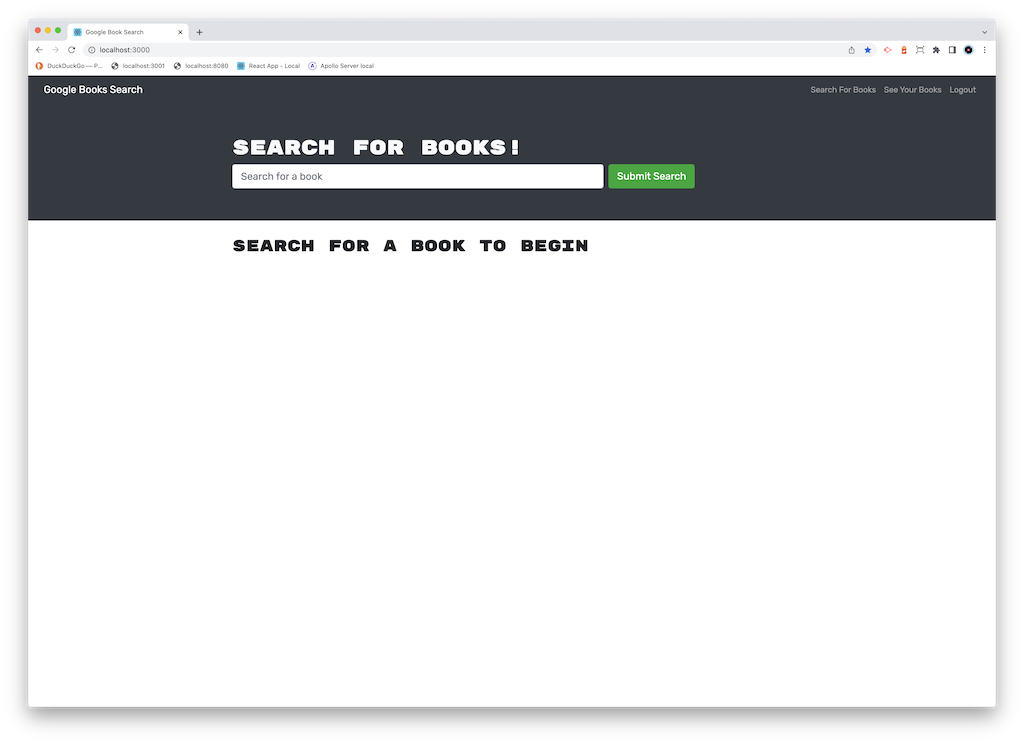 Google Book Search
localhost:3000
DuckDuckGo — P... localhost:3001 localhost:8080 React App - Local Apollo Server local
Google Books Search Search For Books See Your Books Logout
SEARCH FOR BOOKS!
Search for a book Submit Search
SEARCH FOR A BOOK TO BEGIN